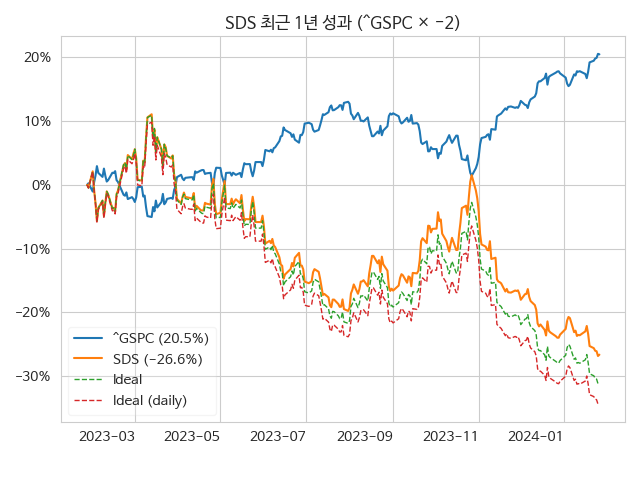 SDS 최근 1년 성과 (^GSPC × −2)
20%
10%
0%
−10%
−20%
−30%
^GSPC (20.5%)
SDS (−26.6%)
Ideal
Ideal (daily)
2023−03 2023−05 2023−07 2023−09 2023−11 2024−01